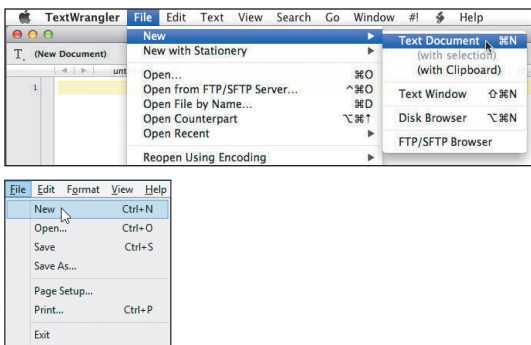 TextWrangler File Edit Text View Search Go Window #! Help
(New Document)
unt
1
New
New with Stationery
Open... ⌘O
Open from FTP/SFTP Server... ^⌘O
Open File by Name... ⌘D
Open Counterpart ⌥⌘↑
Open Recent
Reopen Using Encoding
Text Document ⌘N
(with selection)
(with Clipboard)
Text Window ⇧⌘N
Disk Browser ⌥⌘N
FTP/SFTP Browser
File Edit Format View Help
New Ctrl+N
Open... Ctrl+O
Save Ctrl+S
Save As...
Page Setup...
Print... Ctrl+P
Exit